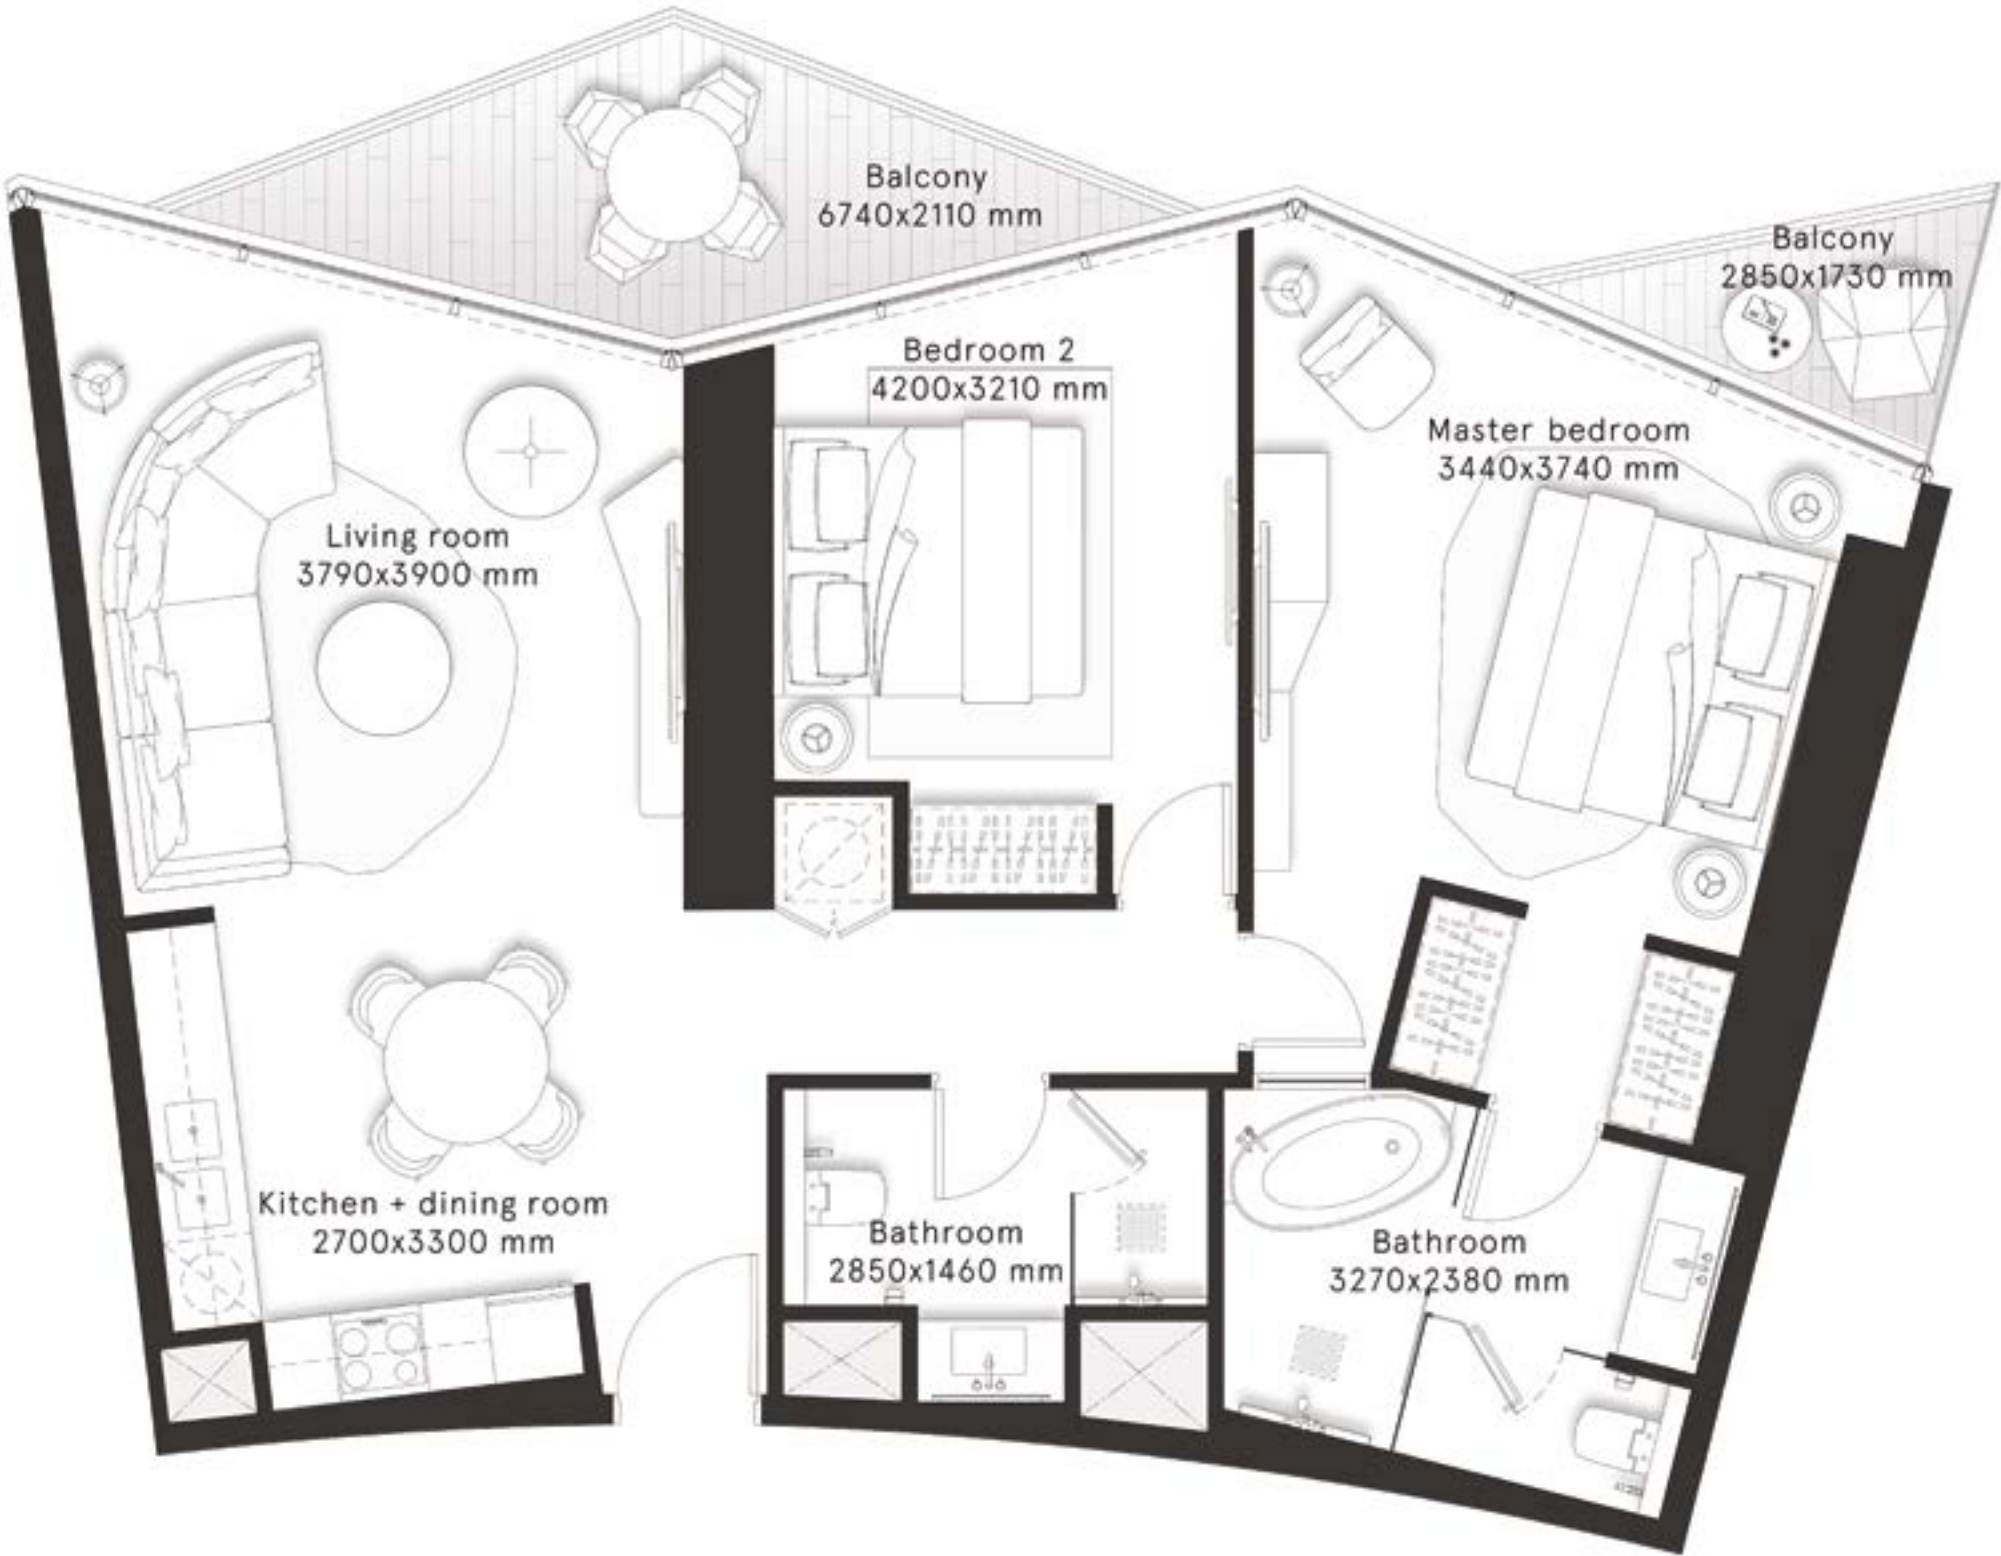 Balcony
6740x2110 mm
Balcony
2850x1730 mm
Bedroom 2
4200x3210 mm
Master bedroom
3440x3740 mm
Living room
3790x3900 mm
Kitchen + dining room
2700x3300 mm
Bathroom
2850x1460 mm
Bathroom
3270x2380 mm